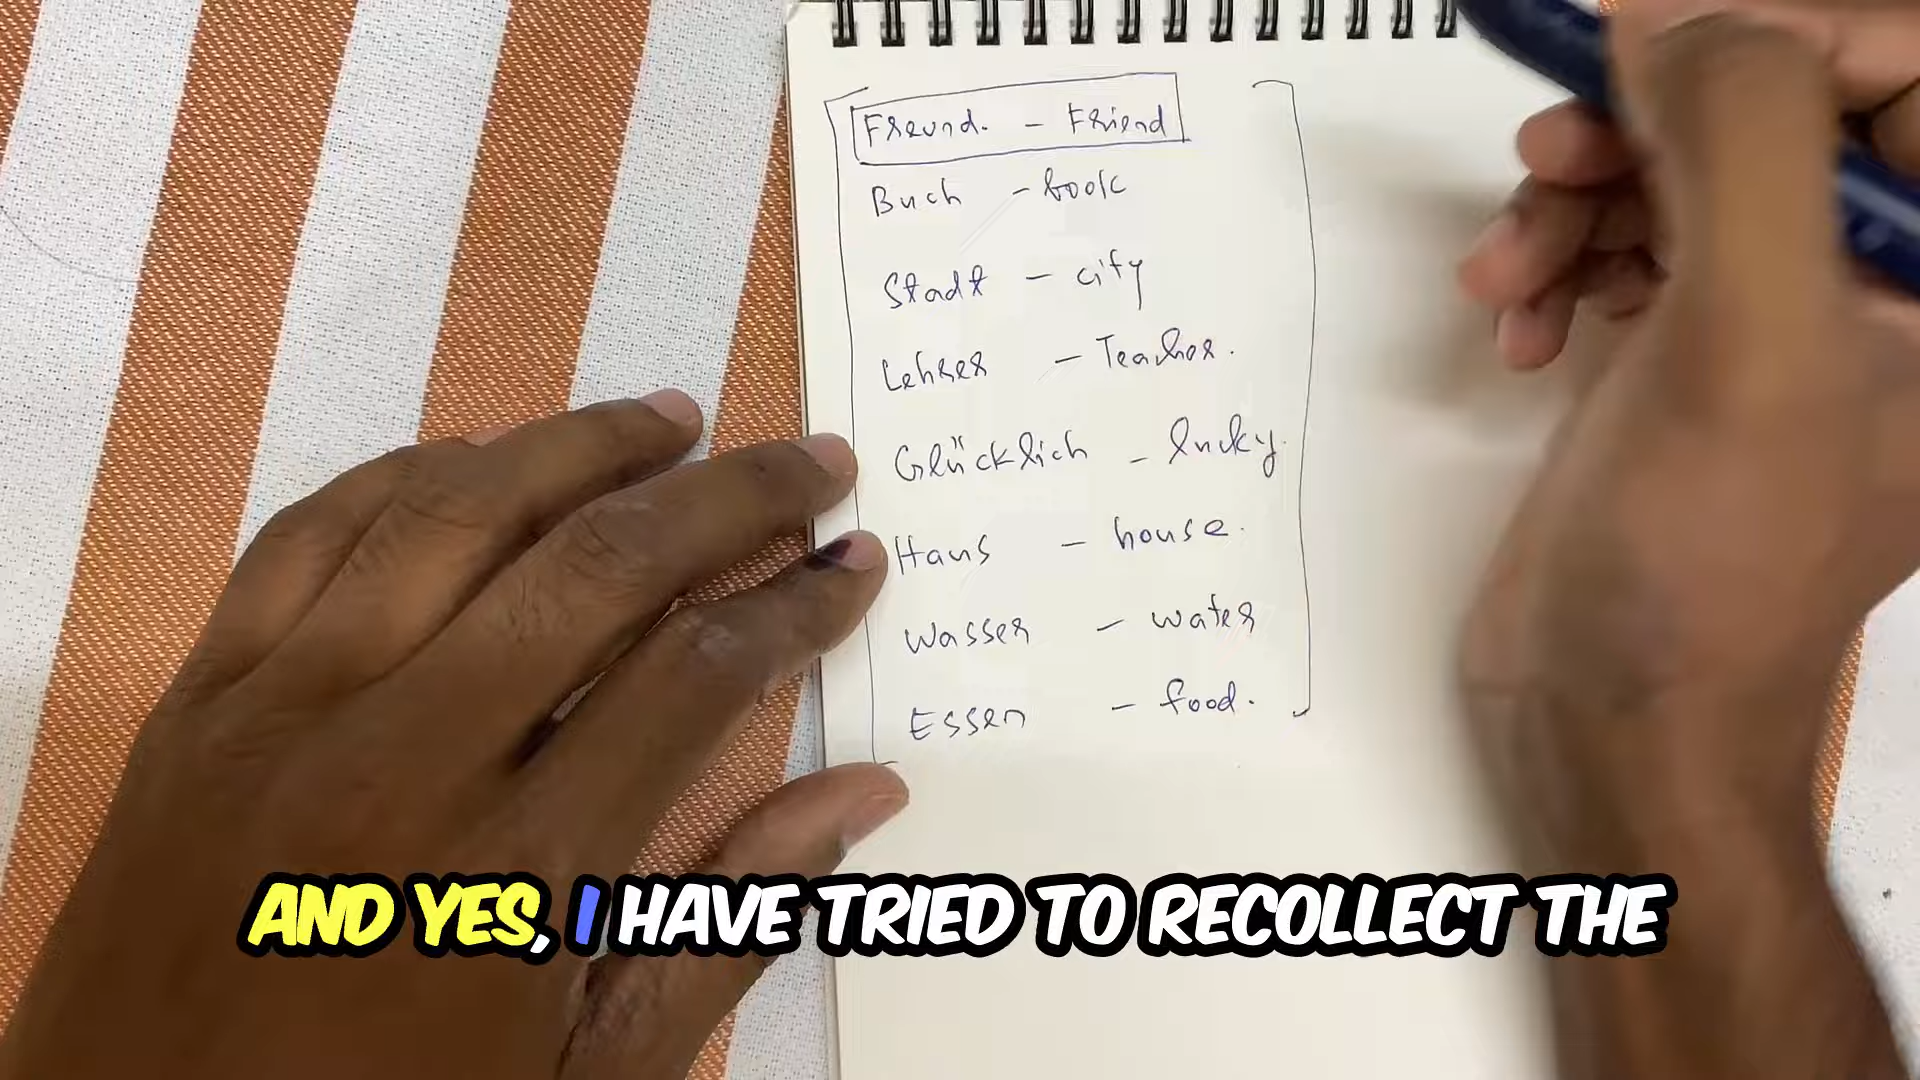 Freund. - Friend
Buch - book
Stadt - city
Lehrer - Teacher.
Glücklich - lucky.
Haus - house.
Wasser - water
Essen - food.
AND YES, I HAVE TRIED TO RECOLLECT THE